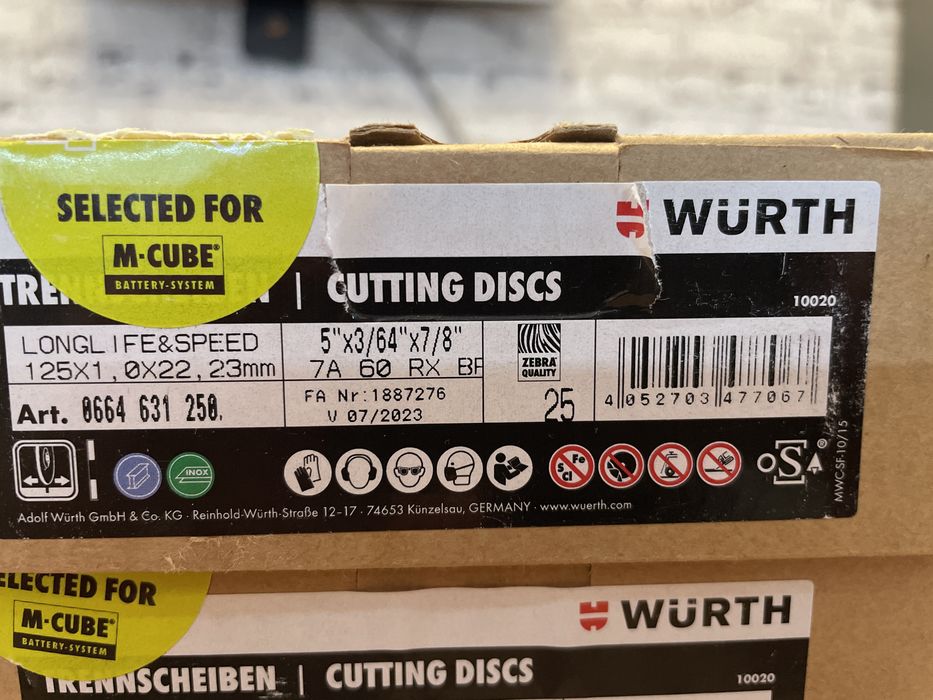 SELECTED FOR
M-CUBE®
BATTERY-SYSTEM
WÜRTH
CUTTING DISCS
10020
LONGLIFE&SPEED
125X1,0X22,23mm
Art. 0664 631 250.
5"x3/64"x7/8"
7A 60 RX BF
FA Nr:1887276
V 07/2023
ZEBRA®
QUALITY
25
4 052703 477067
INOX
S Fe
Cl
oSA®
MWC-SF-10/15
Adolf Würth GmbH & Co. KG · Reinhold-Würth-Straße 12-17 · 74653 Künzelsau, GERMANY · www.wuerth.com
SELECTED FOR
M-CUBE®
BATTERY-SYSTEM
WÜRTH
TRENNSCHEIBEN | CUTTING DISCS
10020